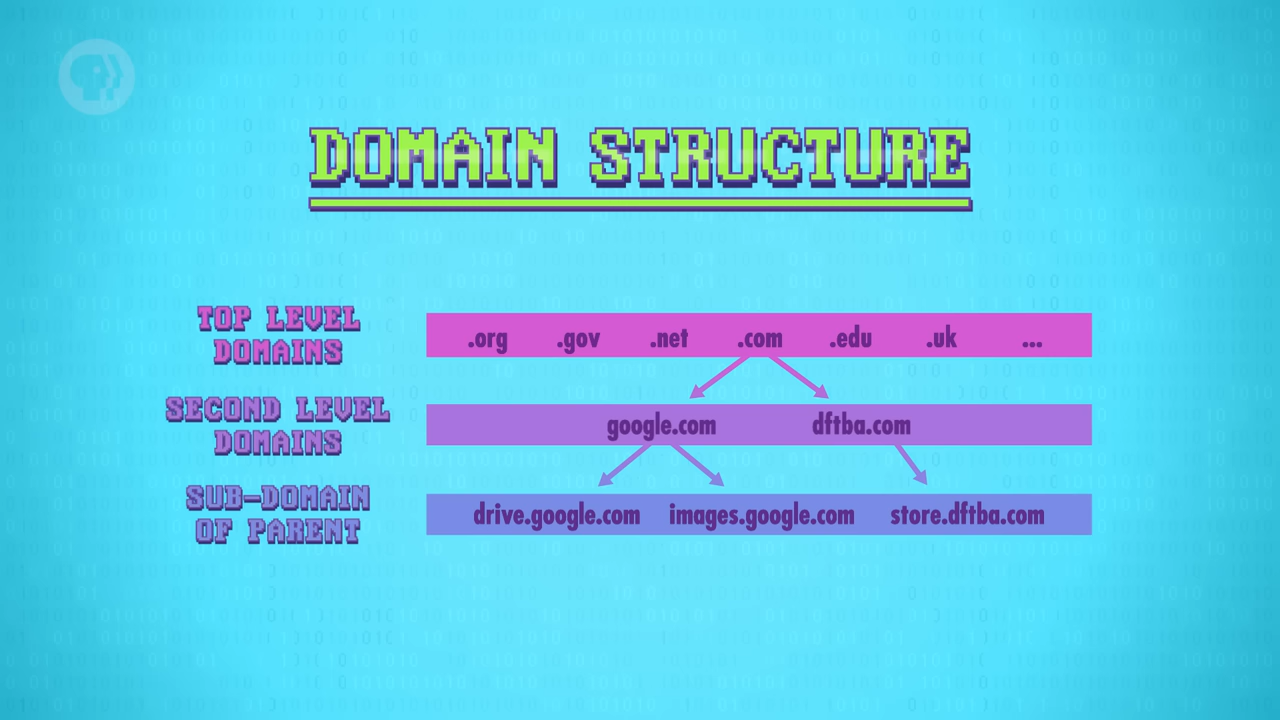 DOMAIN STRUCTURE
TOP LEVEL
DOMAINS
.org .gov .net .com .edu .uk ...
SECOND LEVEL
DOMAINS
google.com dftba.com
SUB-DOMAIN
OF PARENT
drive.google.com images.google.com store.dftba.com